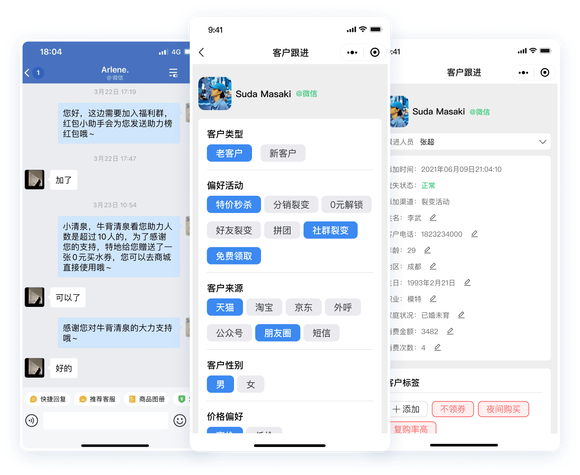 18:04
4G
1
Arlene.
@微信
3月22日 17:19
您好，这边需要加入福利群，
红包小助手会为您发送助力榜
红包哦~
3月22日 17:47
加了
3月23日 10:54
小清泉，牛背清泉看您助力人
数是超过10人的，为了感谢
您的支持，特地给您赠送了一
张0元买水券，您可以去商城
直接使用哦~
可以了
感谢您对牛背清泉的大力支持
哦~
好的
快捷回复
推荐客服
商品图册
9:41
客户跟进
Suda Masaki @微信
客户类型
老客户
新客户
偏好活动
特价秒杀
分销裂变
0元解锁
好友裂变
拼团
社群裂变
免费领取
客户来源
天猫
淘宝
京东
外呼
公众号
朋友圈
短信
客户性别
男
女
价格偏好
:41
客户跟进
Suda Masaki @微信
进人员 张超
加时间：2021年06月09日21:04:10
失状态：正常
加渠道：裂变活动
名：李武
客户电话：1823234000
龄：29
地区：成都
日：1993年2月21日
业：模特
庭状况：已婚未育
费金额：3482
费次数：4
客户标签
＋添加
不领券
夜间购买
复购率高